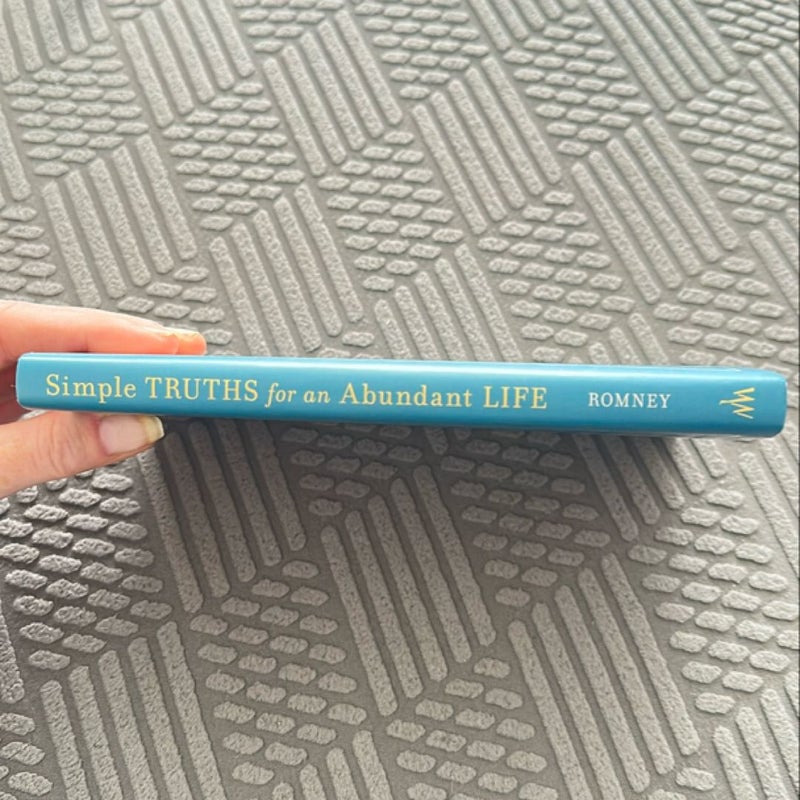 Simple TRUTHS for an Abundant LIFE ROMNEY